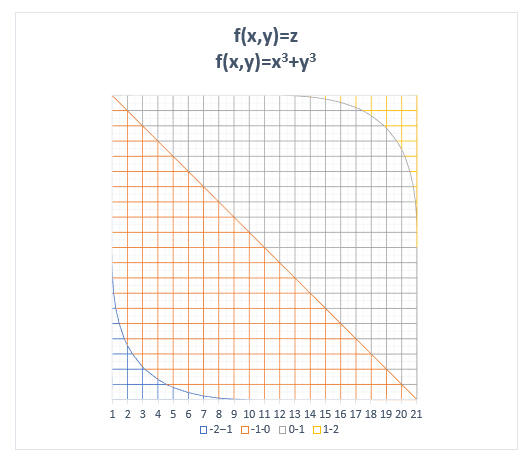 f(x,y)=z
f(x,y)=x³+y³
1 2 3 4 5 6 7 8 9 10 11 12 13 14 15 16 17 18 19 20 21
-2--1 -1-0 0-1 1-2